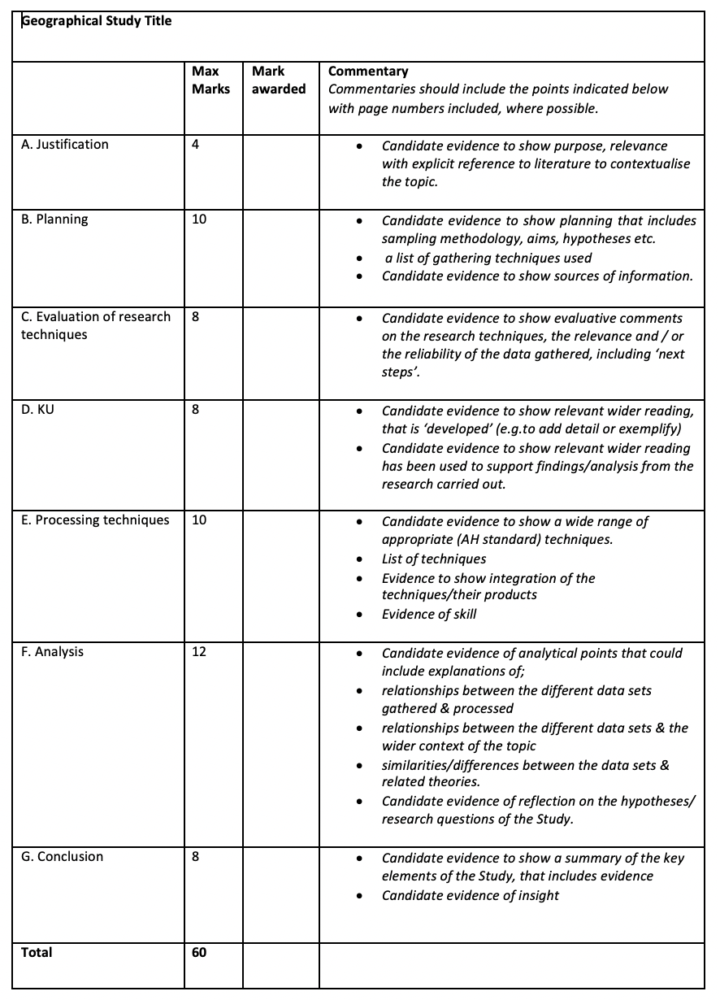 Geographical Study Title
Max
Marks
Mark
awarded
Commentary
Commentaries should include the points indicated below
with page numbers included, where possible.
A. Justification
4
• Candidate evidence to show purpose, relevance
with explicit reference to literature to contextualise
the topic.
B. Planning
10
• Candidate evidence to show planning that includes
sampling methodology, aims, hypotheses etc.
• a list of gathering techniques used
• Candidate evidence to show sources of information.
C. Evaluation of research
techniques
8
• Candidate evidence to show evaluative comments
on the research techniques, the relevance and / or
the reliability of the data gathered, including ‘next
steps’.
D. KU
8
• Candidate evidence to show relevant wider reading,
that is ‘developed’ (e.g.to add detail or exemplify)
• Candidate evidence to show relevant wider reading
has been used to support findings/analysis from the
research carried out.
E. Processing techniques
10
• Candidate evidence to show a wide range of
appropriate (AH standard) techniques.
• List of techniques
• Evidence to show integration of the
techniques/their products
• Evidence of skill
F. Analysis
12
• Candidate evidence of analytical points that could
include explanations of;
• relationships between the different data sets
gathered & processed
• relationships between the different data sets & the
wider context of the topic
• similarities/differences between the data sets &
related theories.
• Candidate evidence of reflection on the hypotheses/
research questions of the Study.
G. Conclusion
8
• Candidate evidence to show a summary of the key
elements of the Study, that includes evidence
• Candidate evidence of insight
Total
60